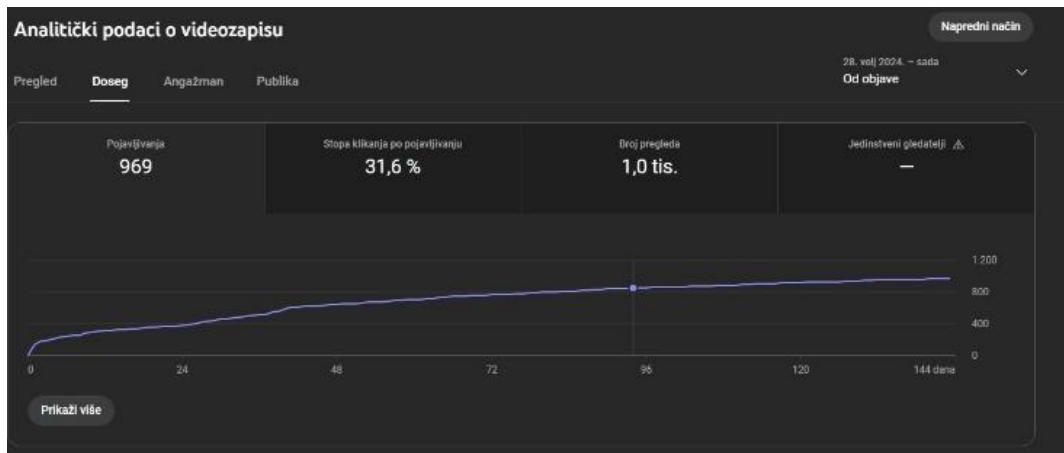 Analitički podaci o videozapisu
Napredni način
Pregled
Doseg
Angažman
Publika
28. velj 2024. – sada
Od objave
Pojavljivanja
969
Stopa klikanja po pojavljivanju
31,6 %
Broj pregleda
1,0 tis.
Jedinstveni gledatelji
—
1.200
800
400
0
0
24
48
72
96
120
144 dana
Prikaži više